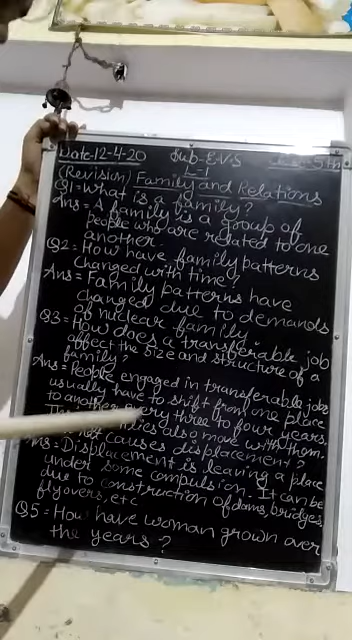 Date-12-4-20 Sub-E.V.S 5th
L-1
(Revision) Family and Relations
Q1=What is a family?
Ans= A family is a group of
people who are related to one
another.
Q2= How have family patterns
changed with time?
Ans= Family patterns have
changed due to demands
of nuclear family.
Q3= How does a transferable job
affect the size and structure of a
family?
Ans= People engaged in transferable jobs
usually have to shift from one place
to another every three to four years.
also move with them.
causes displacement?
Ans= Displacement is leaving a place
under some compulsion. It can be
due to construction of dams, bridges,
flyovers, etc
Q5= How have woman grown over
the years?